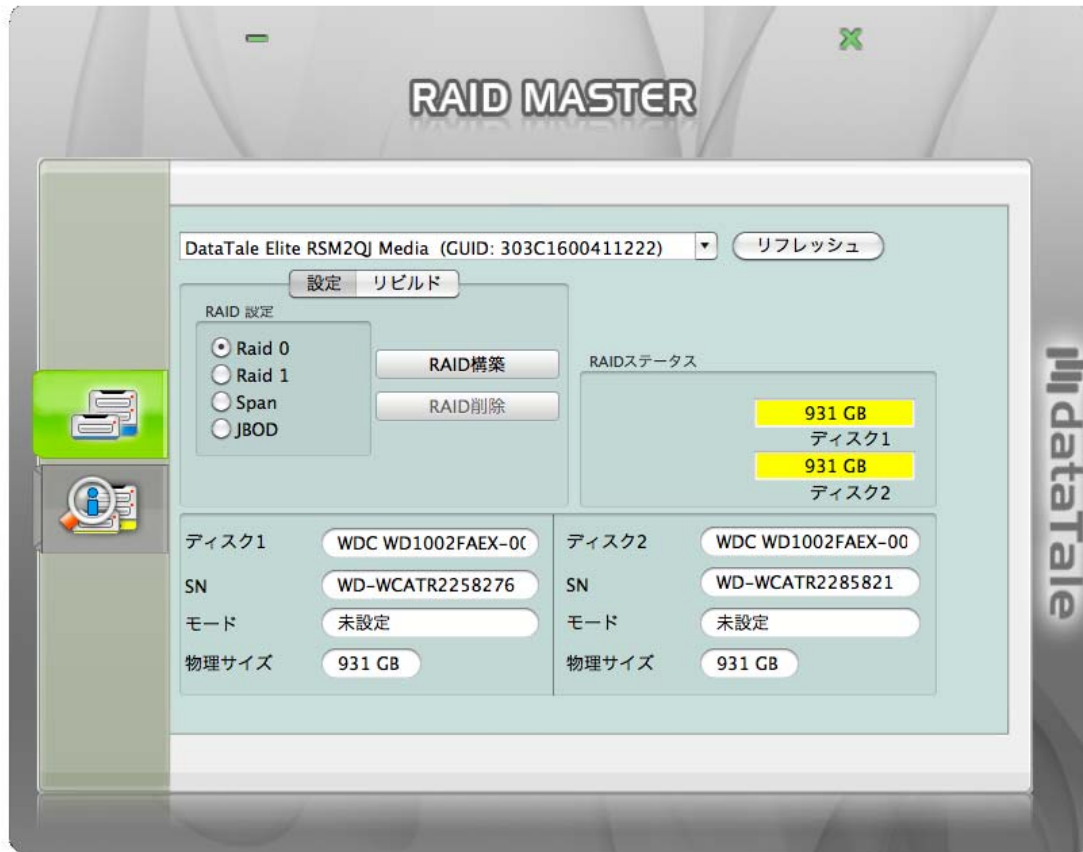 RAID MASTER
DataTale Elite RSM2QJ Media (GUID: 303C1600411222)
リフレッシュ
設定 リビルド
RAID 設定
Raid 0
Raid 1
Span
JBOD
RAID構築
RAID削除
RAIDステータス
931 GB
ディスク1
931 GB
ディスク2
ディスク1 WDC WD1002FAEX-0(
SN WD-WCATR2258276
モード 未設定
物理サイズ 931 GB
ディスク2 WDC WD1002FAEX-00
SN WD-WCATR2285821
モード 未設定
物理サイズ 931 GB
dataTale